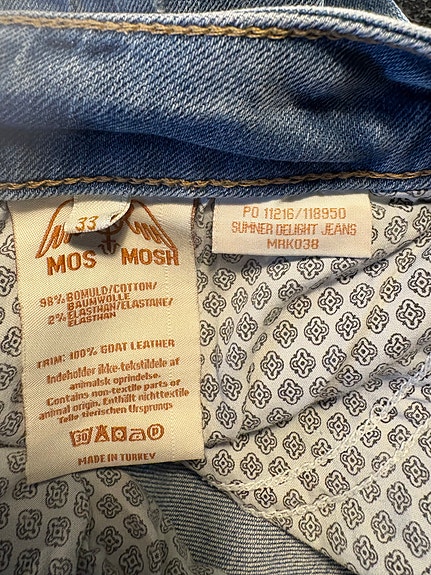 33
MOS MOSH
98% BOMULD/COTTON/
BAUMWOLLE
2% ELASTHAN/ELASTANE/
ELASTHAN
TRIM: 100% GOAT LEATHER
Indeholder ikke-tekstildele af
animalsk oprindelse.
Contains non-textile parts of
animal origin. Enthält nichttextile
Teile tierischen Ursprungs
30
MADE IN TURKEY
PO 11216/118950
SUMNER DELIGHT JEANS
MRK038